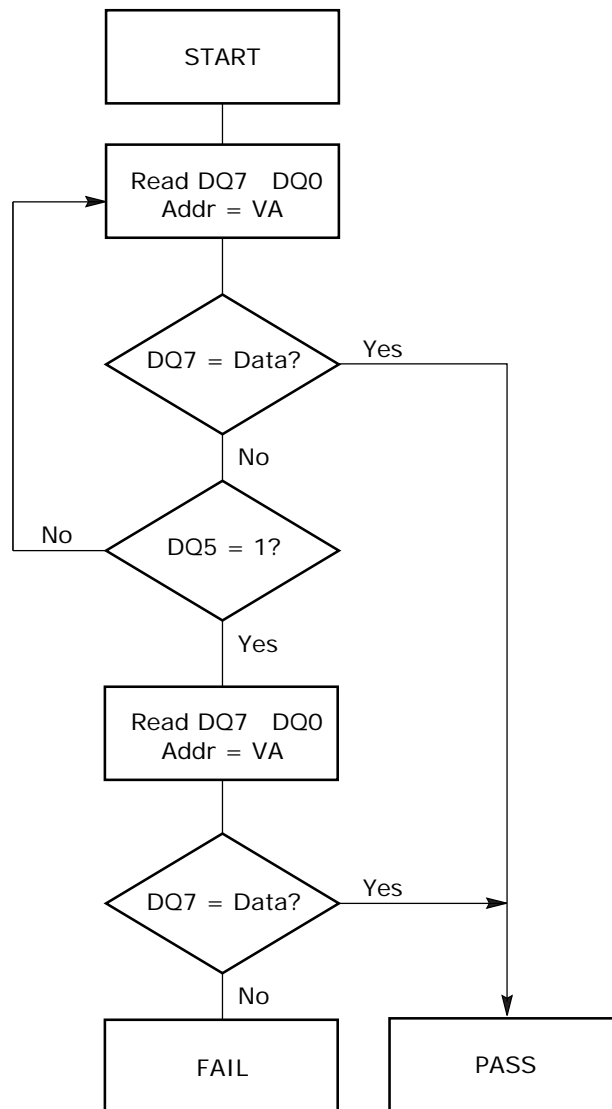 START
Read DQ7 DQ0
Addr = VA
DQ7 = Data?
Yes
No
No
DQ5 = 1?
Yes
Read DQ7 DQ0
Addr = VA
DQ7 = Data?
Yes
No
FAIL
PASS